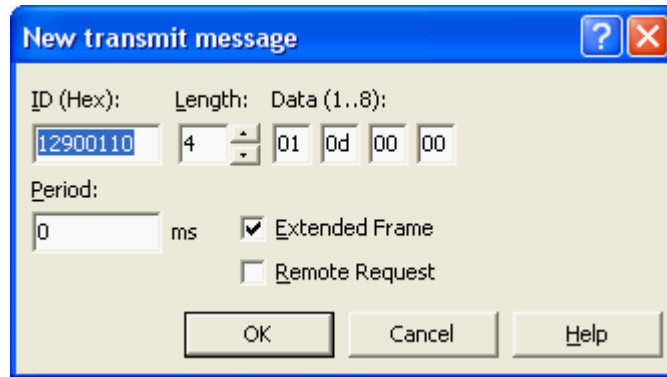 New transmit message
ID (Hex): Length: Data (1..8):
12900110 4 01 0d 00 00
Period:
0 ms Extended Frame
Remote Request
OK Cancel Help